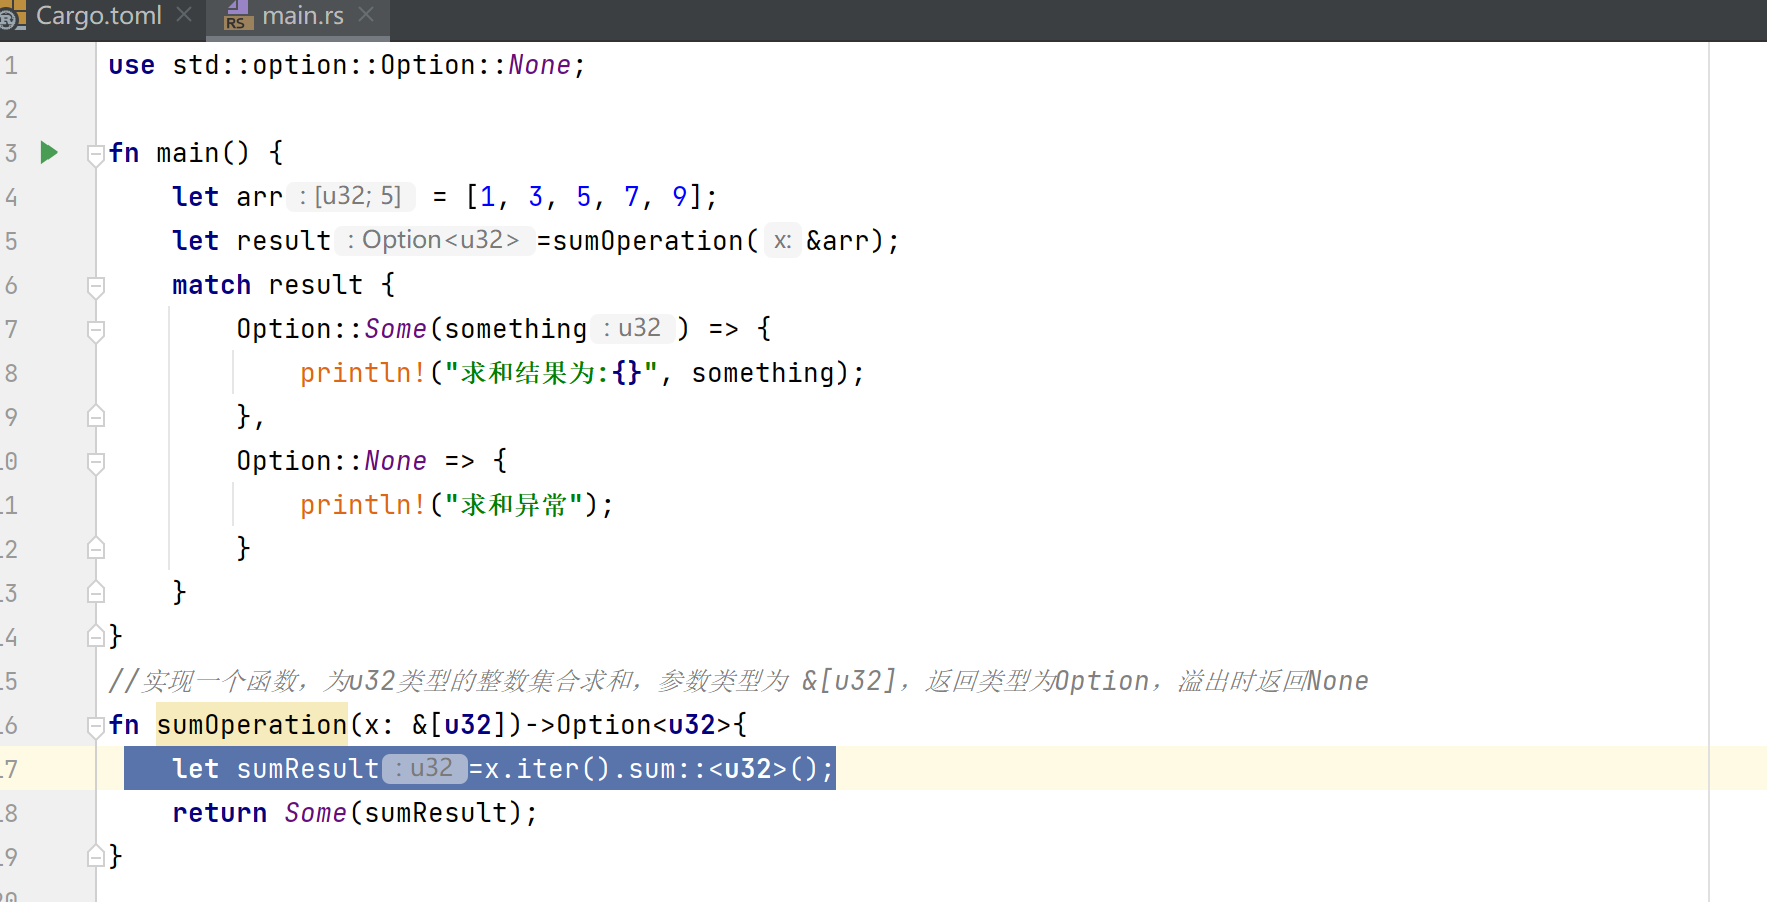 Cargo.toml main.rs
1 use std::option::Option::None;
2
3 fn main() {
4 let arr : [u32; 5] = [1, 3, 5, 7, 9];
5 let result : Option<u32> =sumOperation( x: &arr);
6 match result {
7 Option::Some(something : u32 ) => {
8 println!("求和结果为:{}", something);
9 },
10 Option::None => {
11 println!("求和异常");
12 }
13 }
14 }
15 //实现一个函数，为u32类型的整数集合求和，参数类型为 &[u32]，返回类型为Option，溢出时返回None
16 fn sumOperation(x: &[u32])->Option<u32>{
17 let sumResult : u32 =x.iter().sum::<u32>();
18 return Some(sumResult);
19 }
20